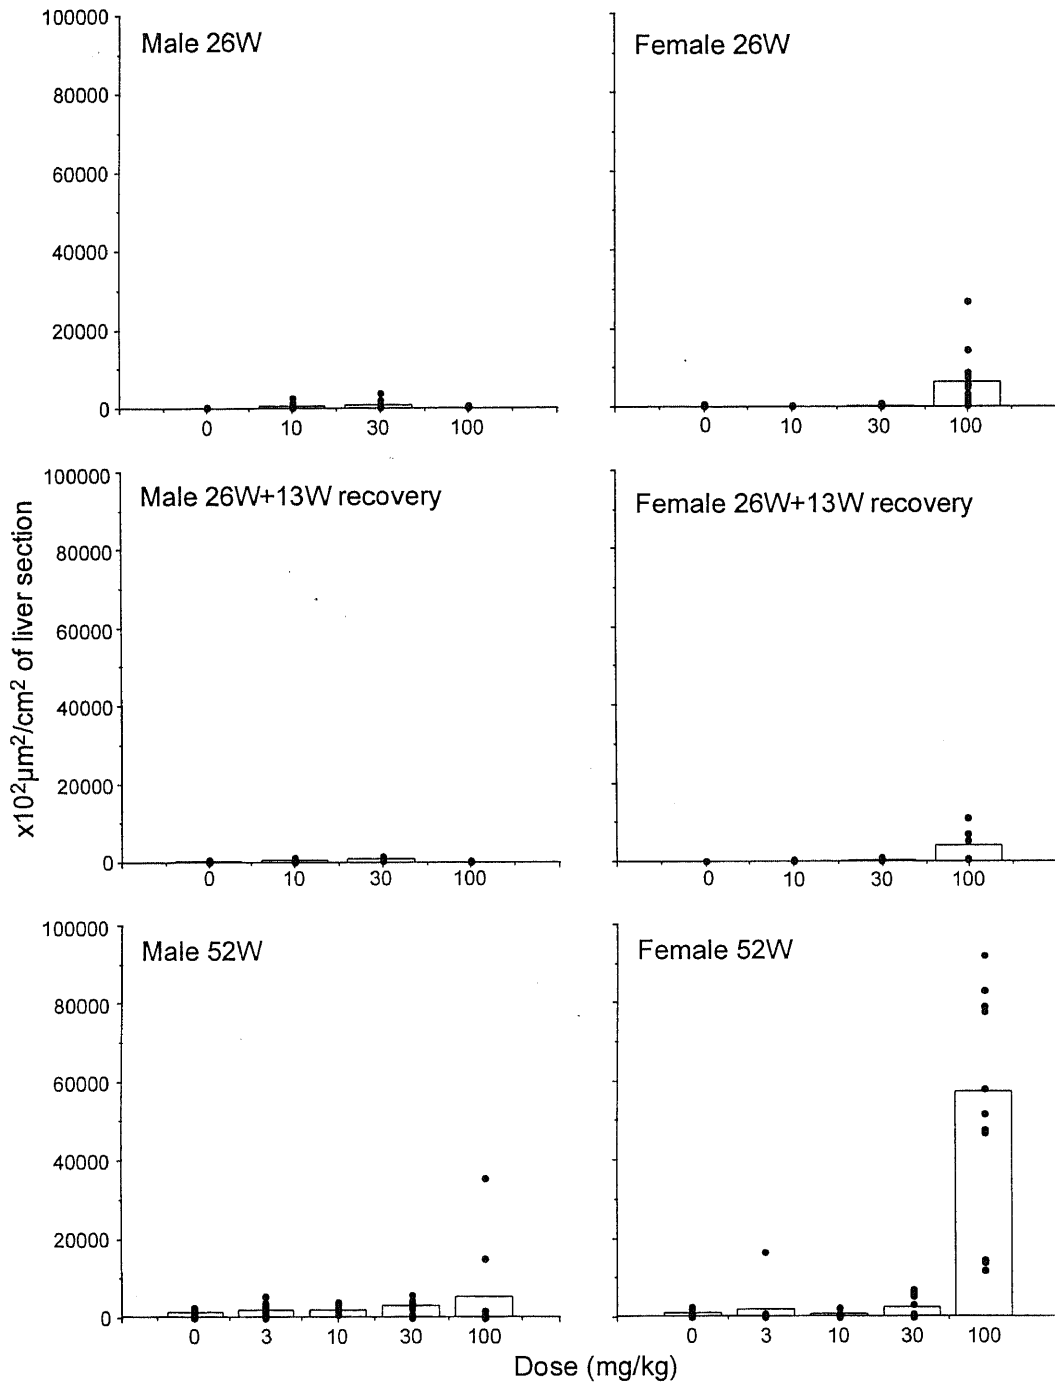 Male 26W
100000
80000
60000
40000
20000
0
0 10 30 100
Female 26W
0 10 30 100
Male 26W+13W recovery
100000
80000
60000
40000
20000
0
0 10 30 100
Female 26W+13W recovery
0 10 30 100
x10²μm²/cm² of liver section
Male 52W
100000
80000
60000
40000
20000
0
0 3 10 30 100
Female 52W
0 3 10 30 100
Dose (mg/kg)